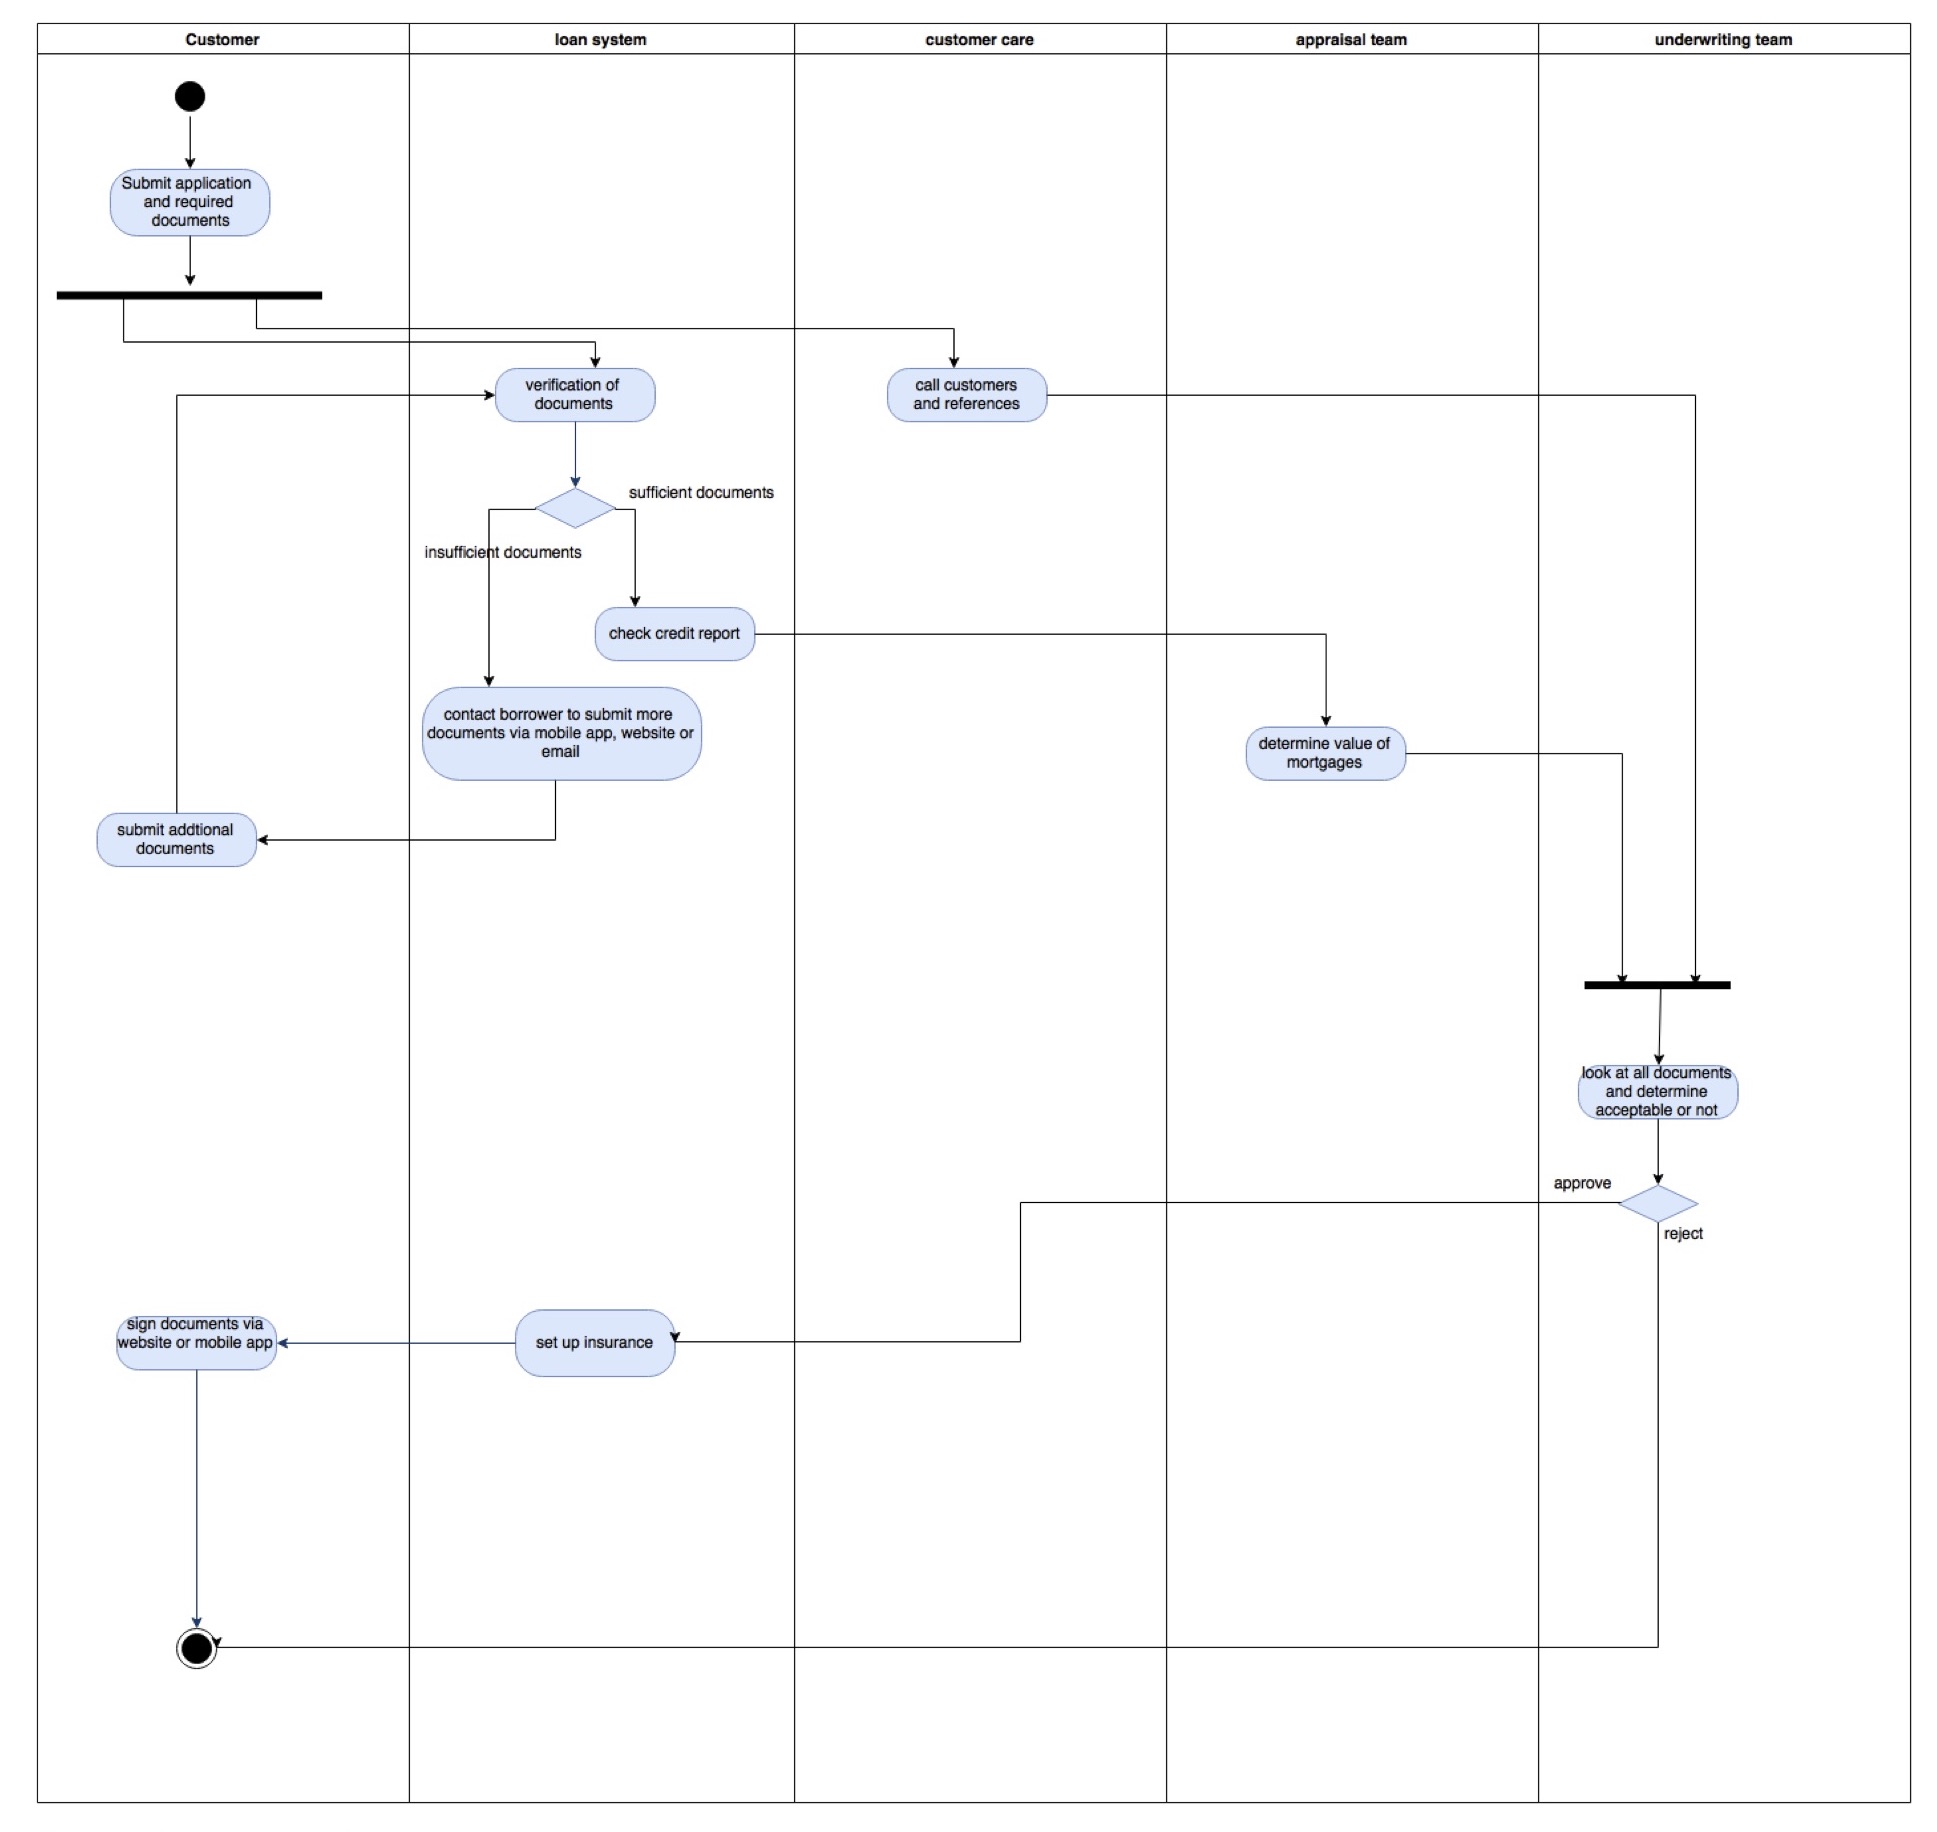 Customer
loan system
customer care
appraisal team
underwriting team
Submit application
and required
documents
verification of
documents
call customers
and references
sufficient documents
insufficient documents
check credit report
contact borrower to submit more
documents via mobile app, website or
email
determine value of
mortgages
submit addtional
documents
look at all documents
and determine
acceptable or not
approve
reject
sign documents via
website or mobile app
set up insurance